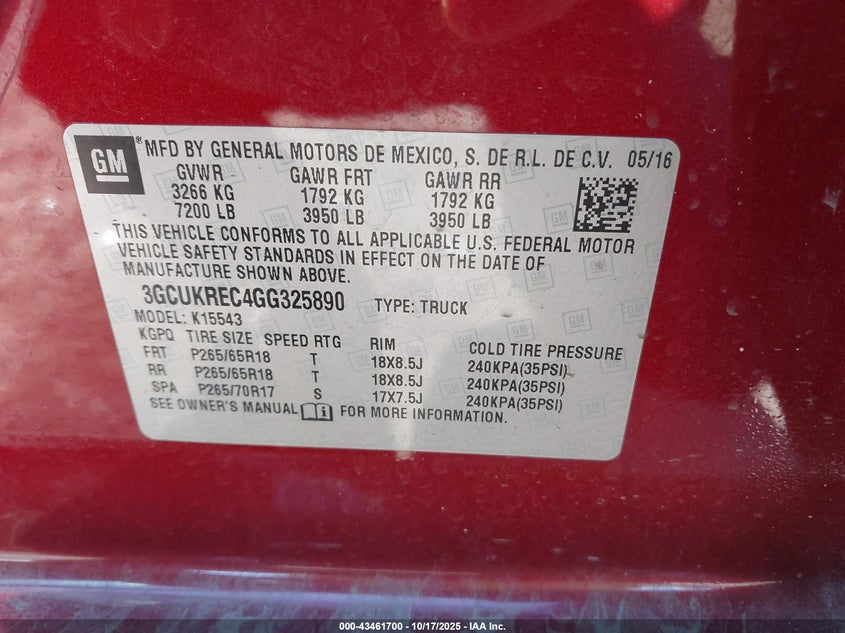 GM ® MFD BY GENERAL MOTORS DE MEXICO, S. DE R.L. DE C.V. 05/16
GVWR GAWR FRT GAWR RR
3266 KG 1792 KG 1792 KG
7200 LB 3950 LB 3950 LB
THIS VEHICLE CONFORMS TO ALL APPLICABLE U.S. FEDERAL MOTOR
VEHICLE SAFETY STANDARDS IN EFFECT ON THE DATE OF
MANUFACTURE SHOWN ABOVE.
3GCUKREC4GG325890 TYPE: TRUCK
MODEL: K15543
KGPQ TIRE SIZE SPEED RTG RIM COLD TIRE PRESSURE
FRT P265/65R18 T 18X8.5J 240KPA(35PSI)
RR P265/65R18 T 18X8.5J 240KPA(35PSI)
SPA P265/70R17 S 17X7.5J 240KPA(35PSI)
SEE OWNER'S MANUAL i FOR MORE INFORMATION.
000-43461700 - 10/17/2025 - IAA Inc.